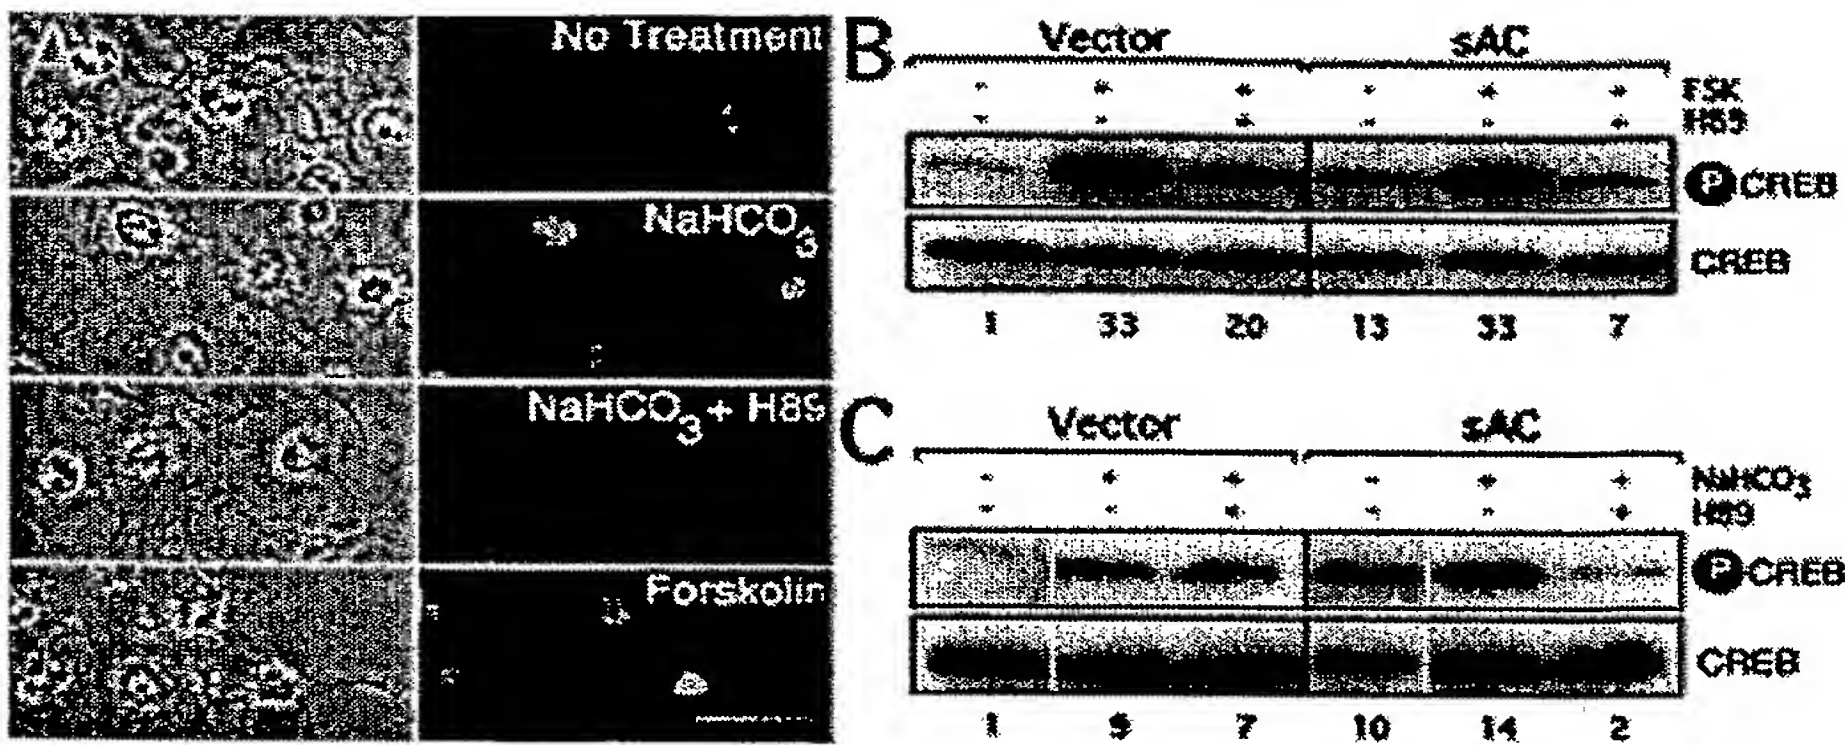 A
No Treatment
NaHCO3
NaHCO3 + H89
Forskolin
B
Vector sAC
- + + - + + FSK
- - + - - + H89
P CREB
CREB
1 33 20 13 33 7
C
Vector sAC
- + + - + + NaHCO3
- - + - - + H89
P CREB
CREB
1 9 7 10 14 2